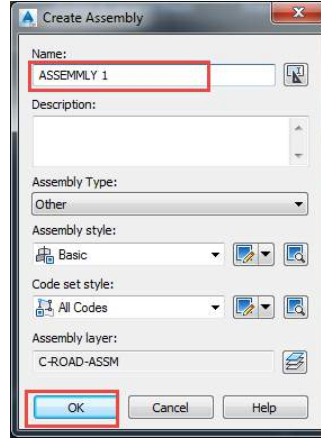 Create Assembly
Name:
ASSEMMLY 1
Description:
Assembly Type:
Other
Assembly style:
Basic
Code set style:
All Codes
Assembly layer:
C-ROAD-ASSM
OK Cancel Help